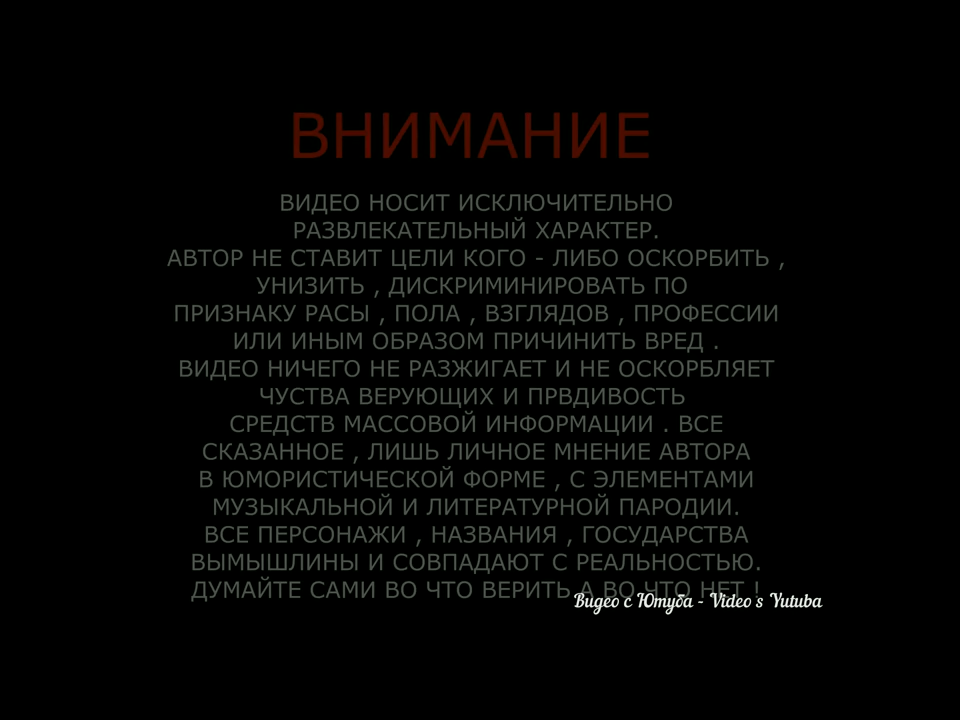 ВНИМАНИЕ
ВИДЕО НОСИТ ИСКЛЮЧИТЕЛЬНО
РАЗВЛЕКАТЕЛЬНЫЙ ХАРАКТЕР.
АВТОР НЕ СТАВИТ ЦЕЛИ КОГО - ЛИБО ОСКОРБИТЬ ,
УНИЗИТЬ , ДИСКРИМИНИРОВАТЬ ПО
ПРИЗНАКУ РАСЫ , ПОЛА , ВЗГЛЯДОВ , ПРОФЕССИИ
ИЛИ ИНЫМ ОБРАЗОМ ПРИЧИНИТЬ ВРЕД .
ВИДЕО НИЧЕГО НЕ РАЗЖИГАЕТ И НЕ ОСКОРБЛЯЕТ
ЧУСТВА ВЕРУЮЩИХ И ПРВДИВОСТЬ
СРЕДСТВ МАССОВОЙ ИНФОРМАЦИИ . ВСЕ
СКАЗАННОЕ , ЛИШЬ ЛИЧНОЕ МНЕНИЕ АВТОРА
В ЮМОРИСТИЧЕСКОЙ ФОРМЕ , С ЭЛЕМЕНТАМИ
МУЗЫКАЛЬНОЙ И ЛИТЕРАТУРНОЙ ПАРОДИИ.
ВСЕ ПЕРСОНАЖИ , НАЗВАНИЯ , ГОСУДАРСТВА
ВЫМЫШЛИНЫ И СОВПАДАЮТ С РЕАЛЬНОСТЬЮ.
ДУМАЙТЕ САМИ ВО ЧТО ВЕРИТЬ А ВО ЧТО НЕТ !
Видео с Ютуба - Video s Yutuba